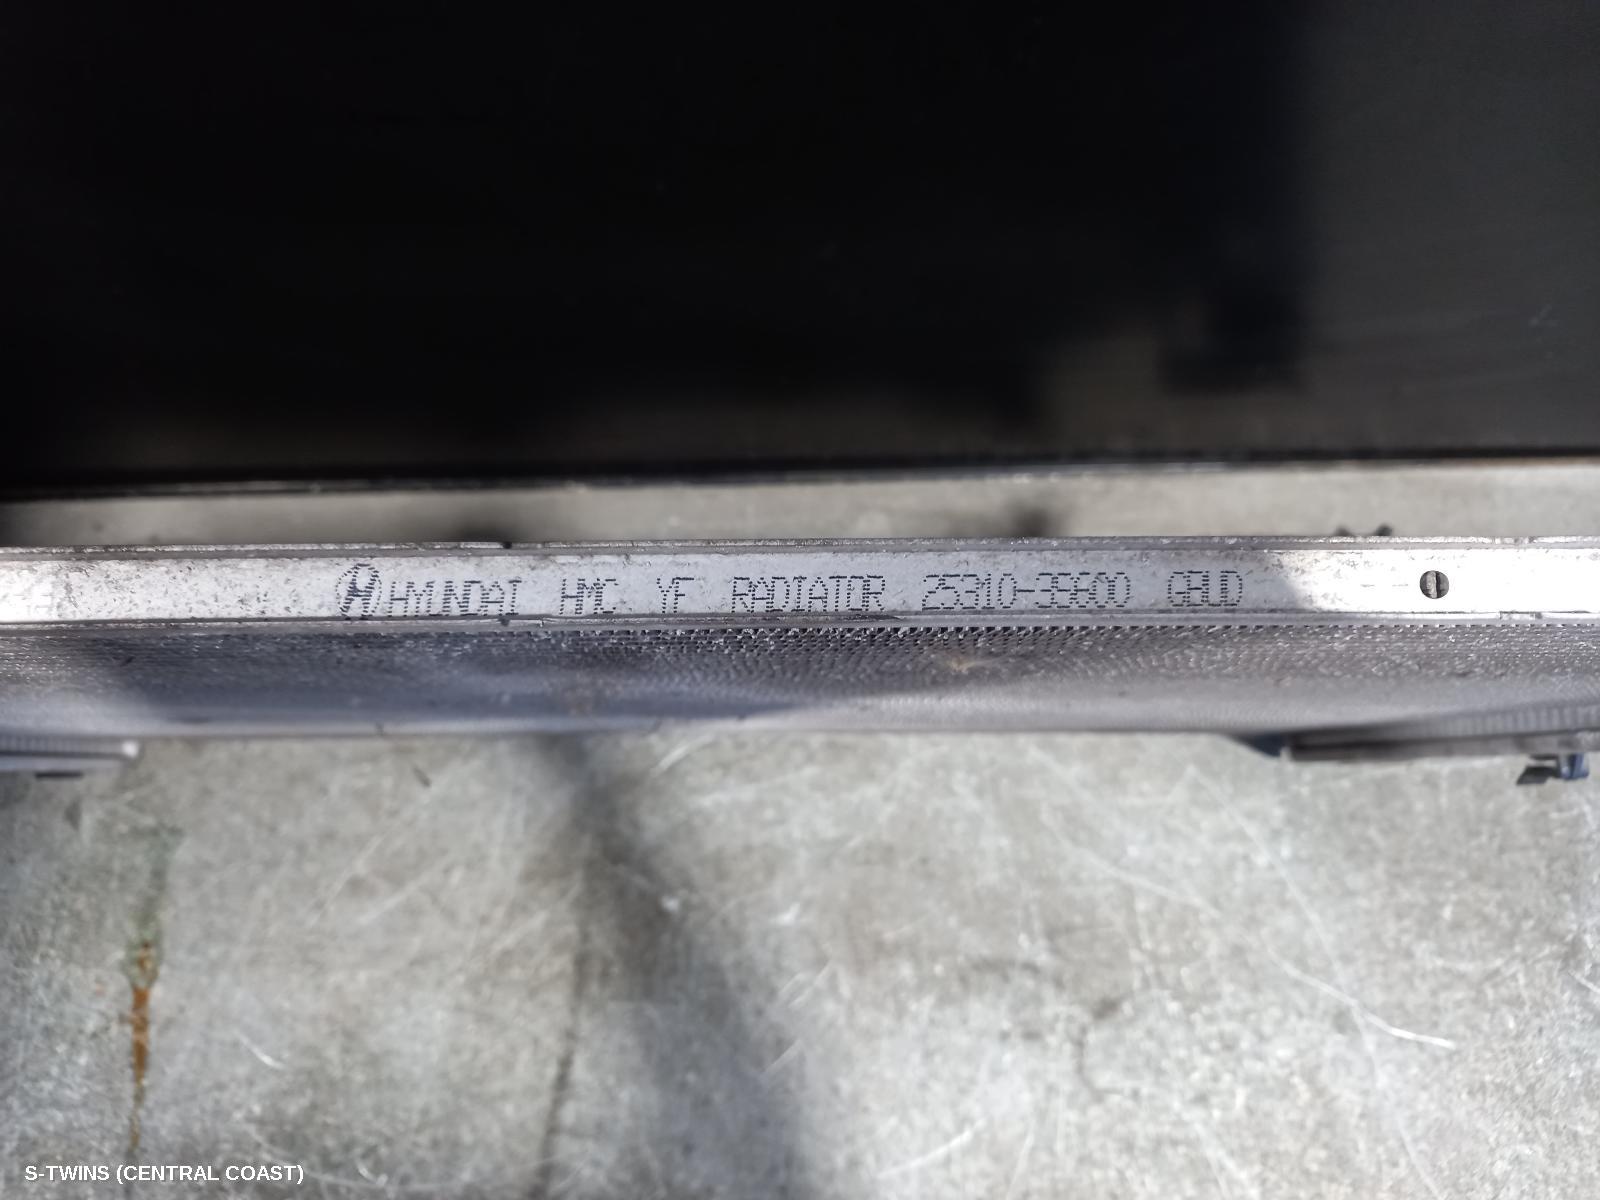 HYUNDAI HMC YF RADIATOR 25310-3S600 GBUD
S-TWINS (CENTRAL COAST)